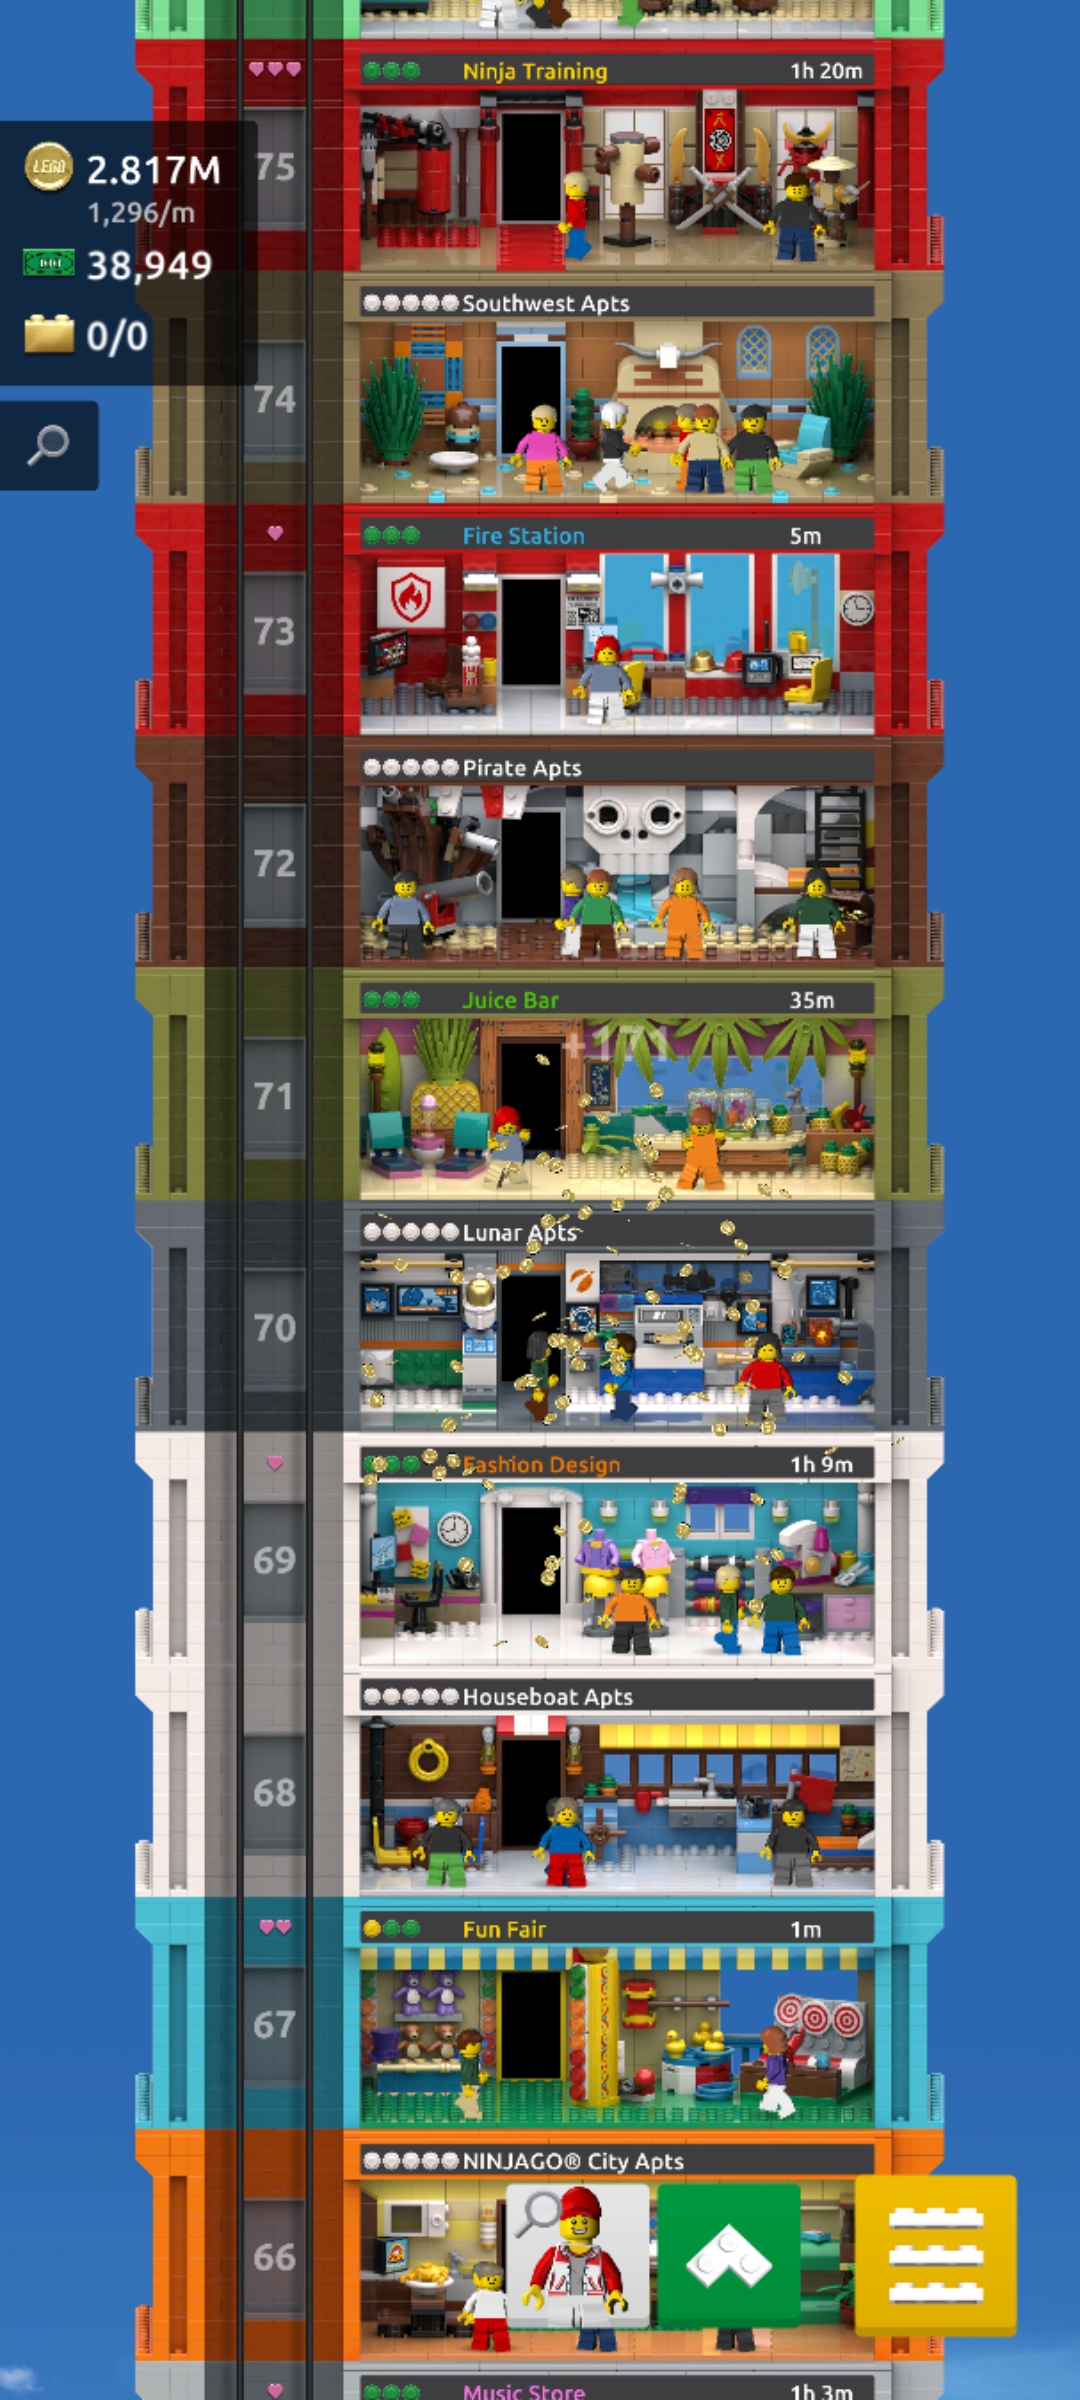 Ninja Training 1h 20m
75
LEGO 2.817M
1,296/m
38,949
0/0
Southwest Apts
74
Fire Station 5m
73
Pirate Apts
72
Juice Bar 35m
+171
71
Lunar Apts
70
Fashion Design 1h 9m
69
Houseboat Apts
68
Fun Fair 1m
67
NINJAGO® City Apts
66
Music Store 1h 3m